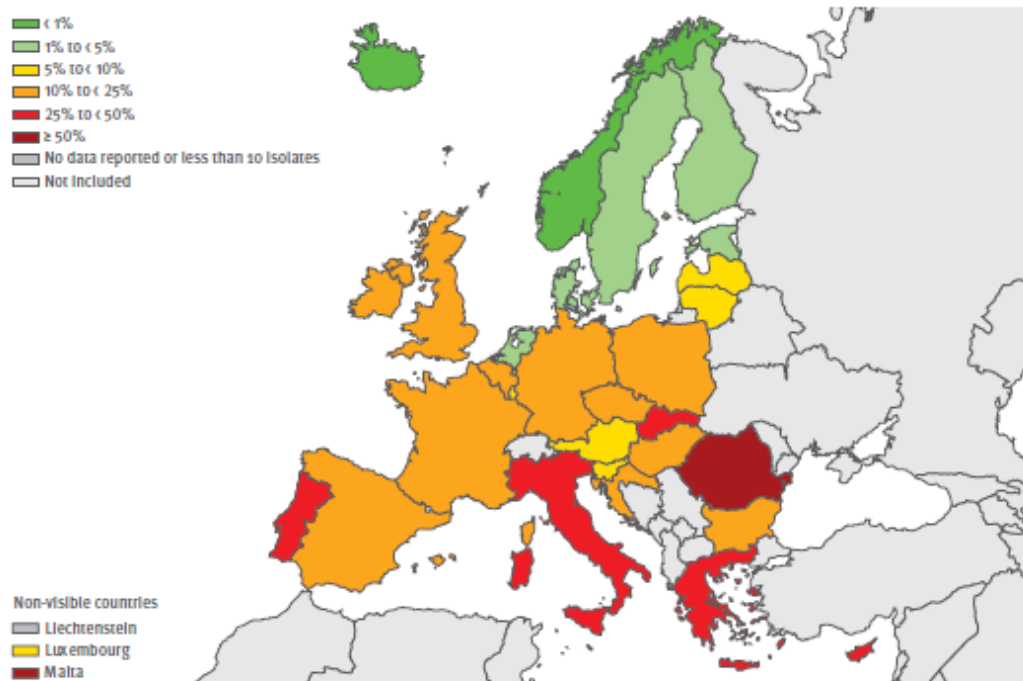 < 1%
1% to < 5%
5% to < 10%
10% to < 25%
25% to < 50%
≥ 50%
No data reported or less than 10 isolates
Not included
Non-visible countries
Liechtenstein
Luxembourg
Malta